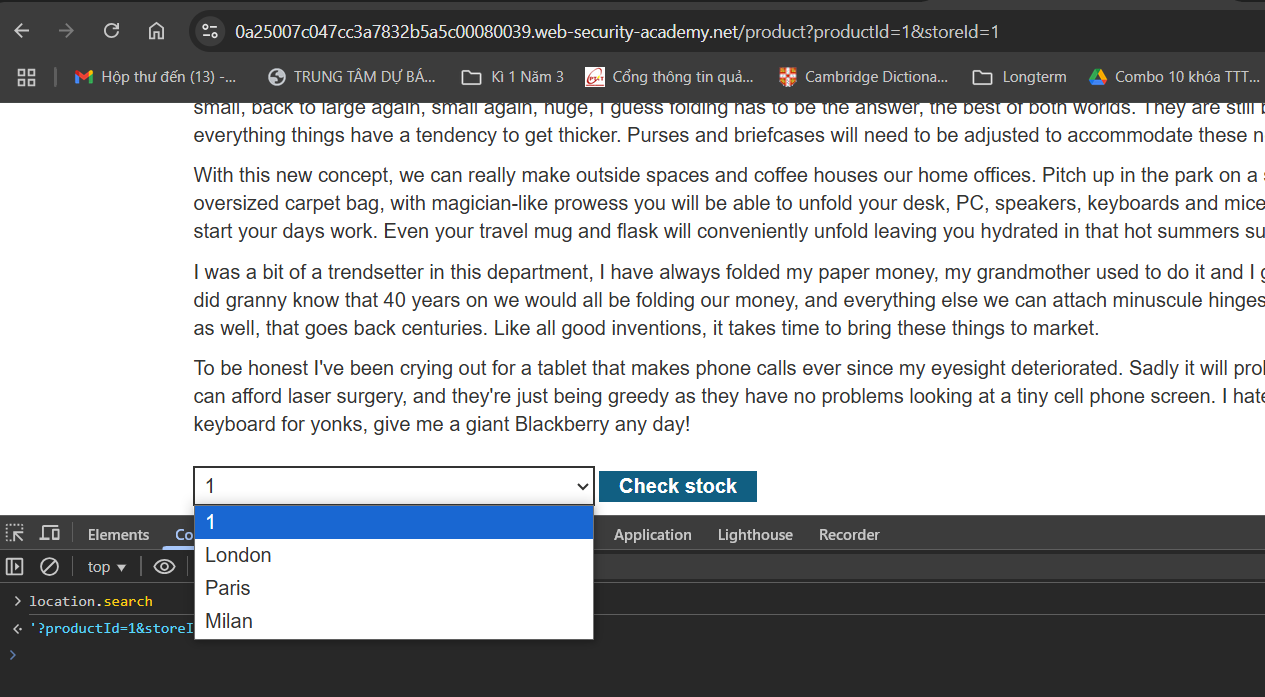 0a25007c047cc3a7832b5a5c00080039.web-security-academy.net/product?productId=1&storeId=1
Hộp thư đến (13) -... TRUNG TÂM DỰ BÁ... Kì 1 Năm 3 Cổng thông tin quả... Cambridge Dictiona... Longterm Combo 10 khóa TTT...
small, back to large again, small again, huge, I guess folding has to be the answer, the best of both worlds. They are still
everything things have a tendency to get thicker. Purses and briefcases will need to be adjusted to accommodate these n
With this new concept, we can really make outside spaces and coffee houses our home offices. Pitch up in the park on a s
oversized carpet bag, with magician-like prowess you will be able to unfold your desk, PC, speakers, keyboards and mice
start your days work. Even your travel mug and flask will conveniently unfold leaving you hydrated in that hot summers su
I was a bit of a trendsetter in this department, I have always folded my paper money, my grandmother used to do it and I g
did granny know that 40 years on we would all be folding our money, and everything else we can attach minuscule hinges
as well, that goes back centuries. Like all good inventions, it takes time to bring these things to market.
To be honest I've been crying out for a tablet that makes phone calls ever since my eyesight deteriorated. Sadly it will prol
can afford laser surgery, and they're just being greedy as they have no problems looking at a tiny cell phone screen. I hate
keyboard for yonks, give me a giant Blackberry any day!
1 Check stock
1
London
Paris
Milan
Elements Co Application Lighthouse Recorder
top
location.search
'?productId=1&storeI